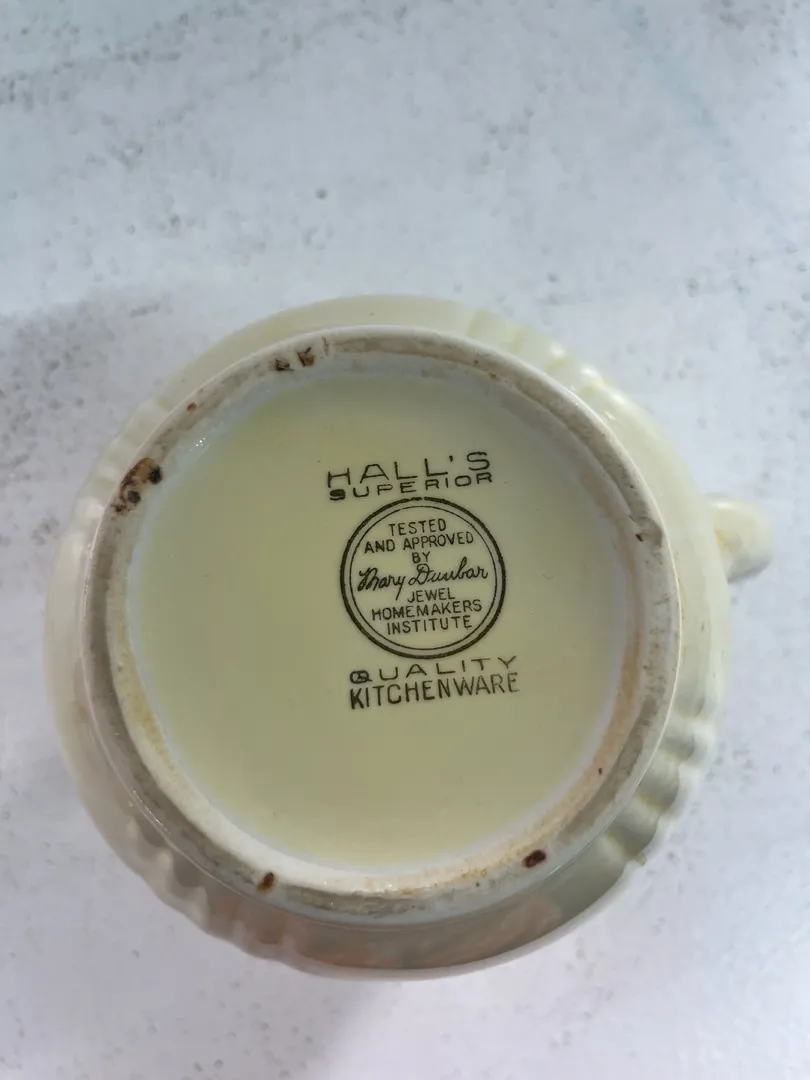 HALL'S
SUPERIOR
TESTED
AND APPROVED
BY
Mary Dunbar
JEWEL
HOMEMAKERS
INSTITUTE
QUALITY
KITCHENWARE